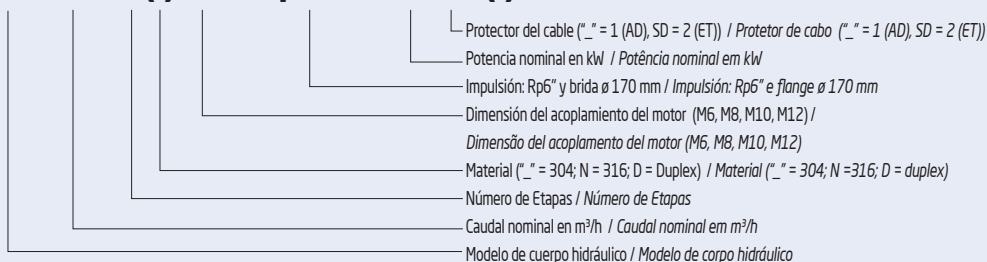 Protector del cable (“_” = 1 (AD), SD = 2 (ET)) / Protetor de cabo (“_” = 1 (AD), SD = 2 (ET))
Potencia nominal en kW / Potência nominal em kW
Impulsión: Rp6” y brida ø 170 mm / Impulsión: Rp6” e flange ø 170 mm
Dimensión del acoplamiento del motor (M6, M8, M10, M12) /
Dimensão del acoplamento del motor (M6, M8, M10, M12)
Material (“_” = 304; N = 316; D = Duplex) / Material (“_” = 304; N =316; D = duplex)
Número de Etapas / Número de Etapas
Caudal nominal en m³/h / Caudal nominal em m³/h
Modelo de cuerpo hidráulico / Modelo de corpo hidráulico